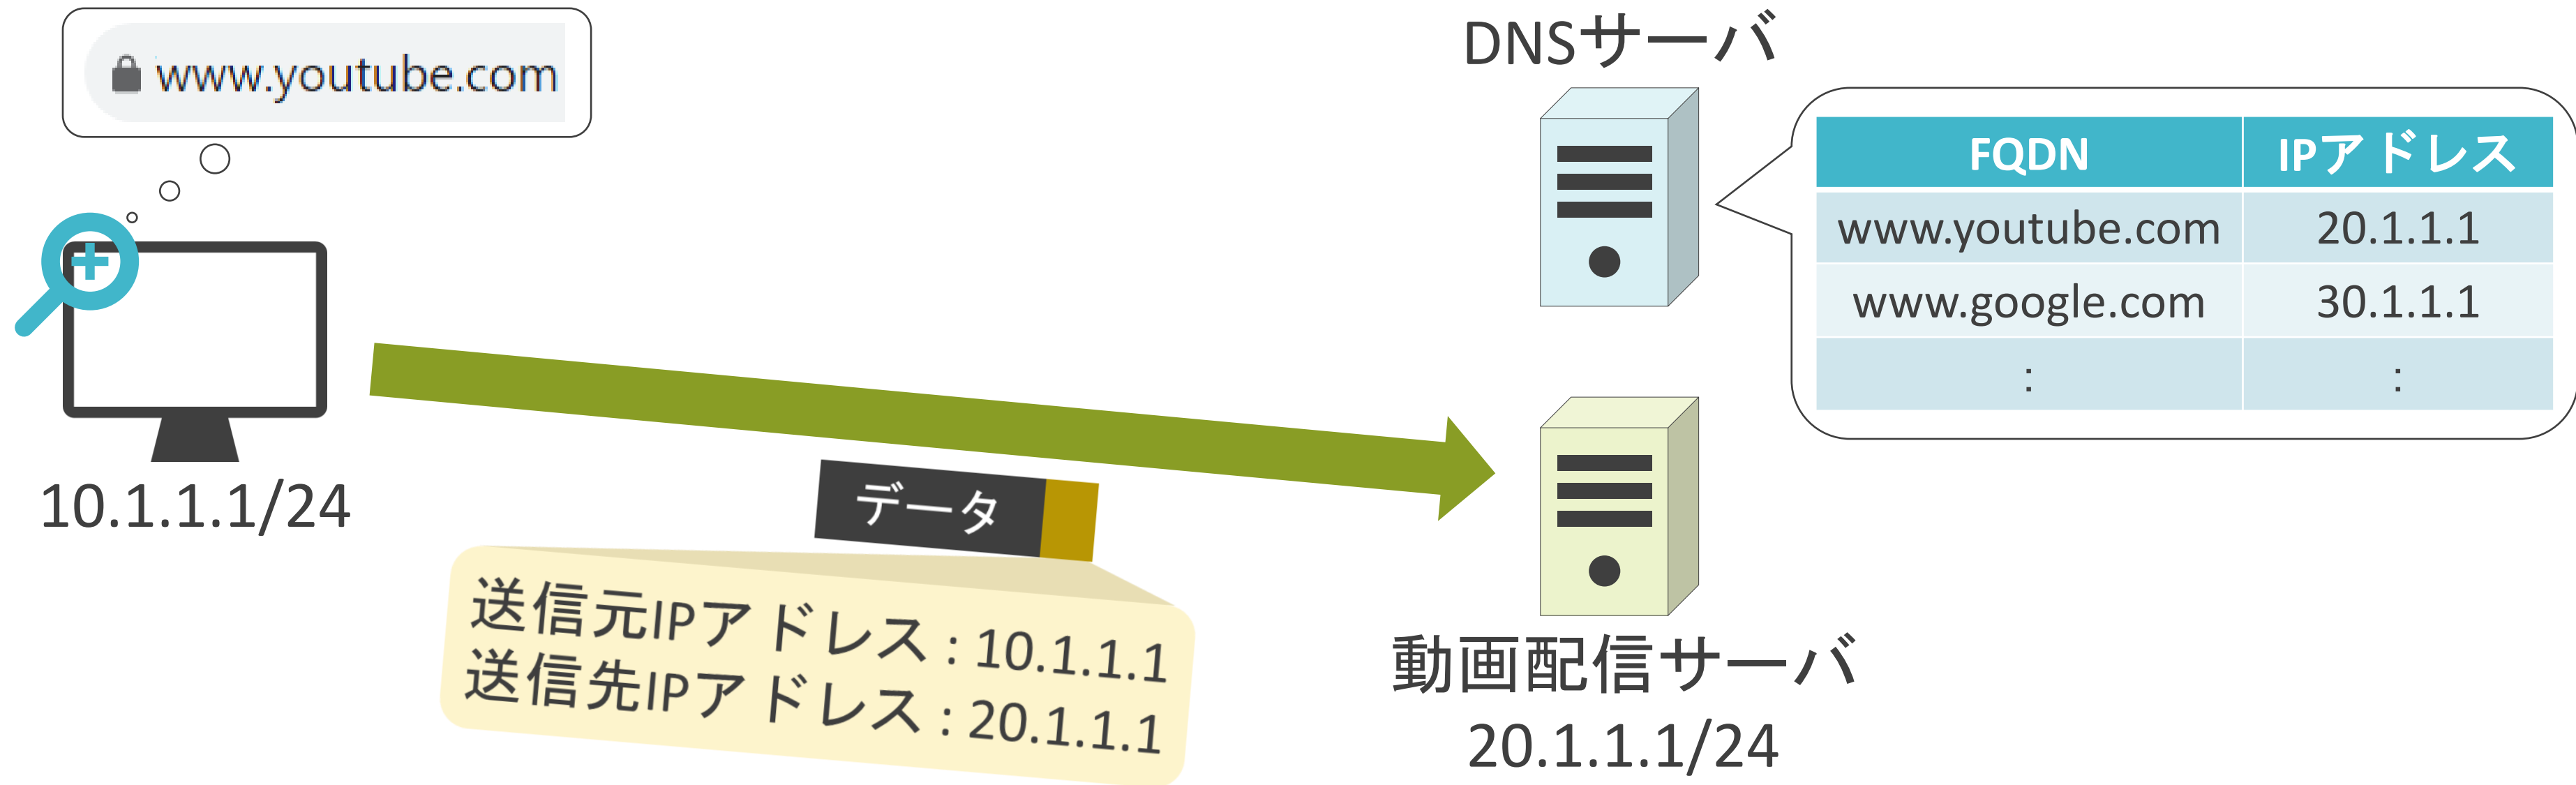 www.youtube.com
DNSサーバ
FQDN IPアドレス
www.youtube.com 20.1.1.1
www.google.com 30.1.1.1
: :
10.1.1.1/24
データ
送信元IPアドレス : 10.1.1.1
送信先IPアドレス : 20.1.1.1
動画配信サーバ
20.1.1.1/24